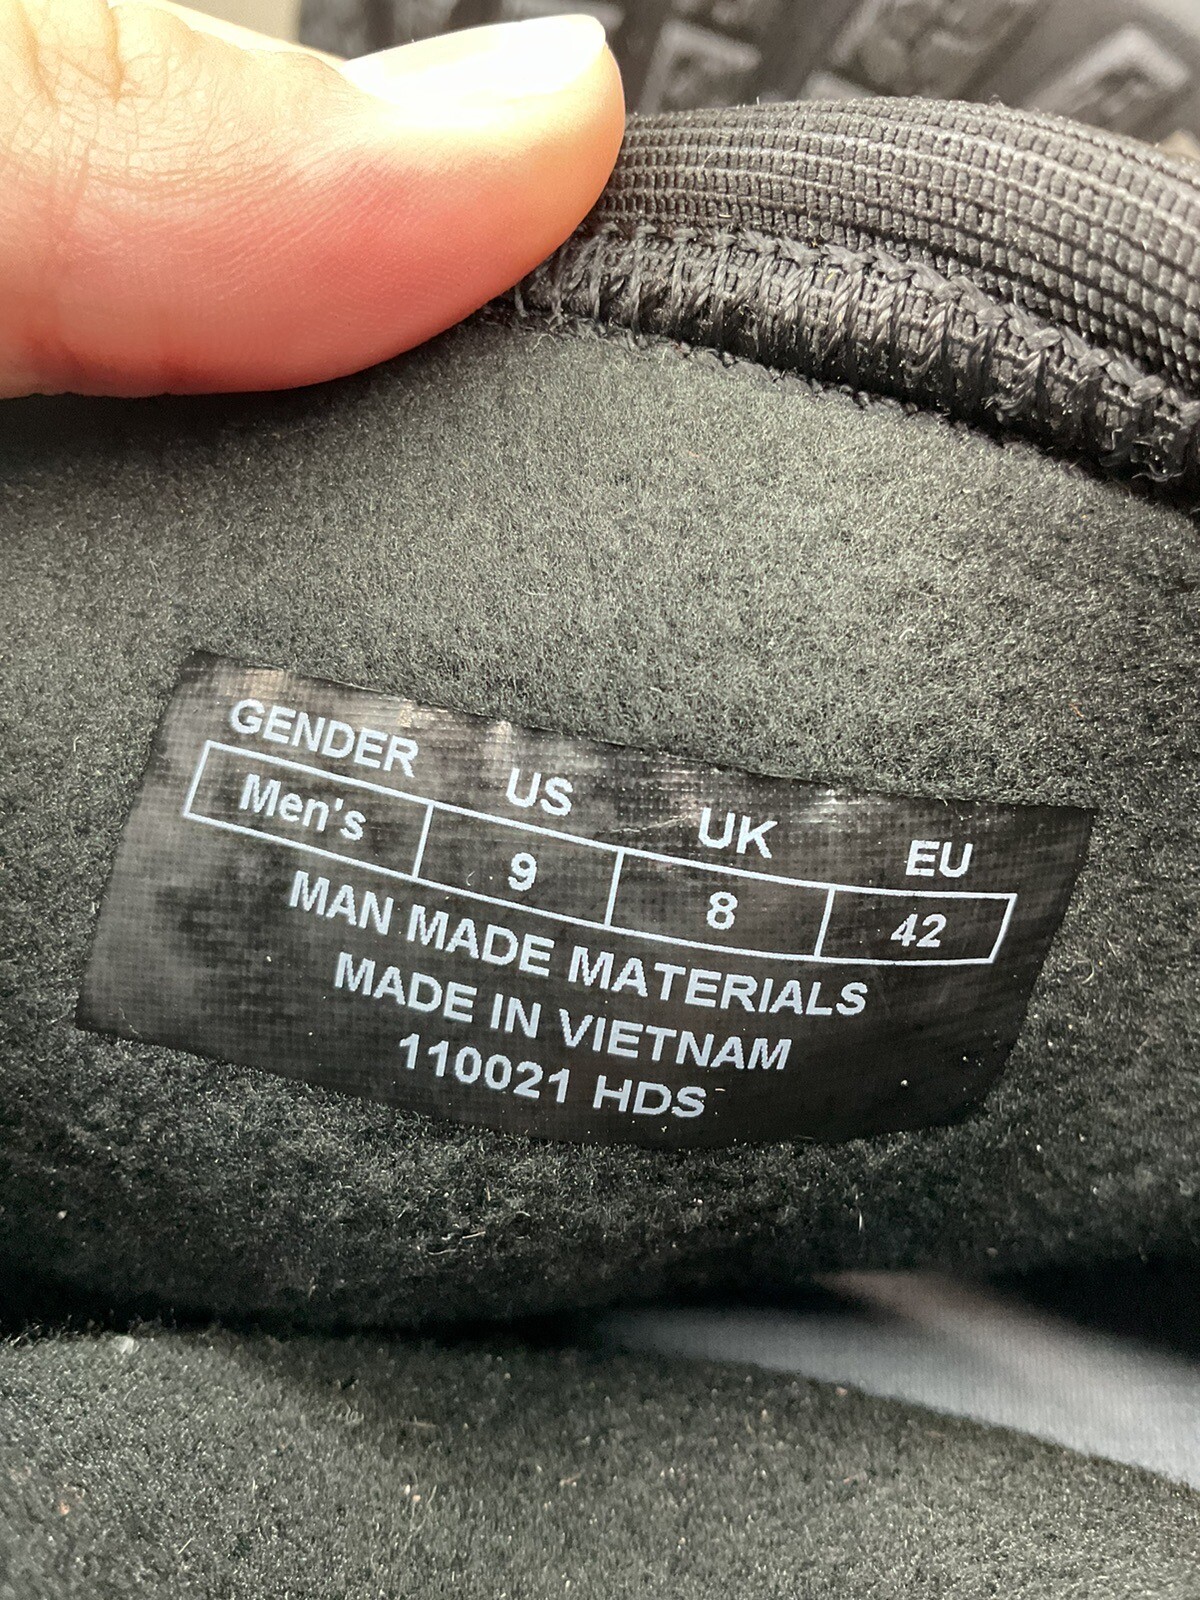 GENDER US UK EU
Men's 9 8 42
MAN MADE MATERIALS
MADE IN VIETNAM
110021 HDS